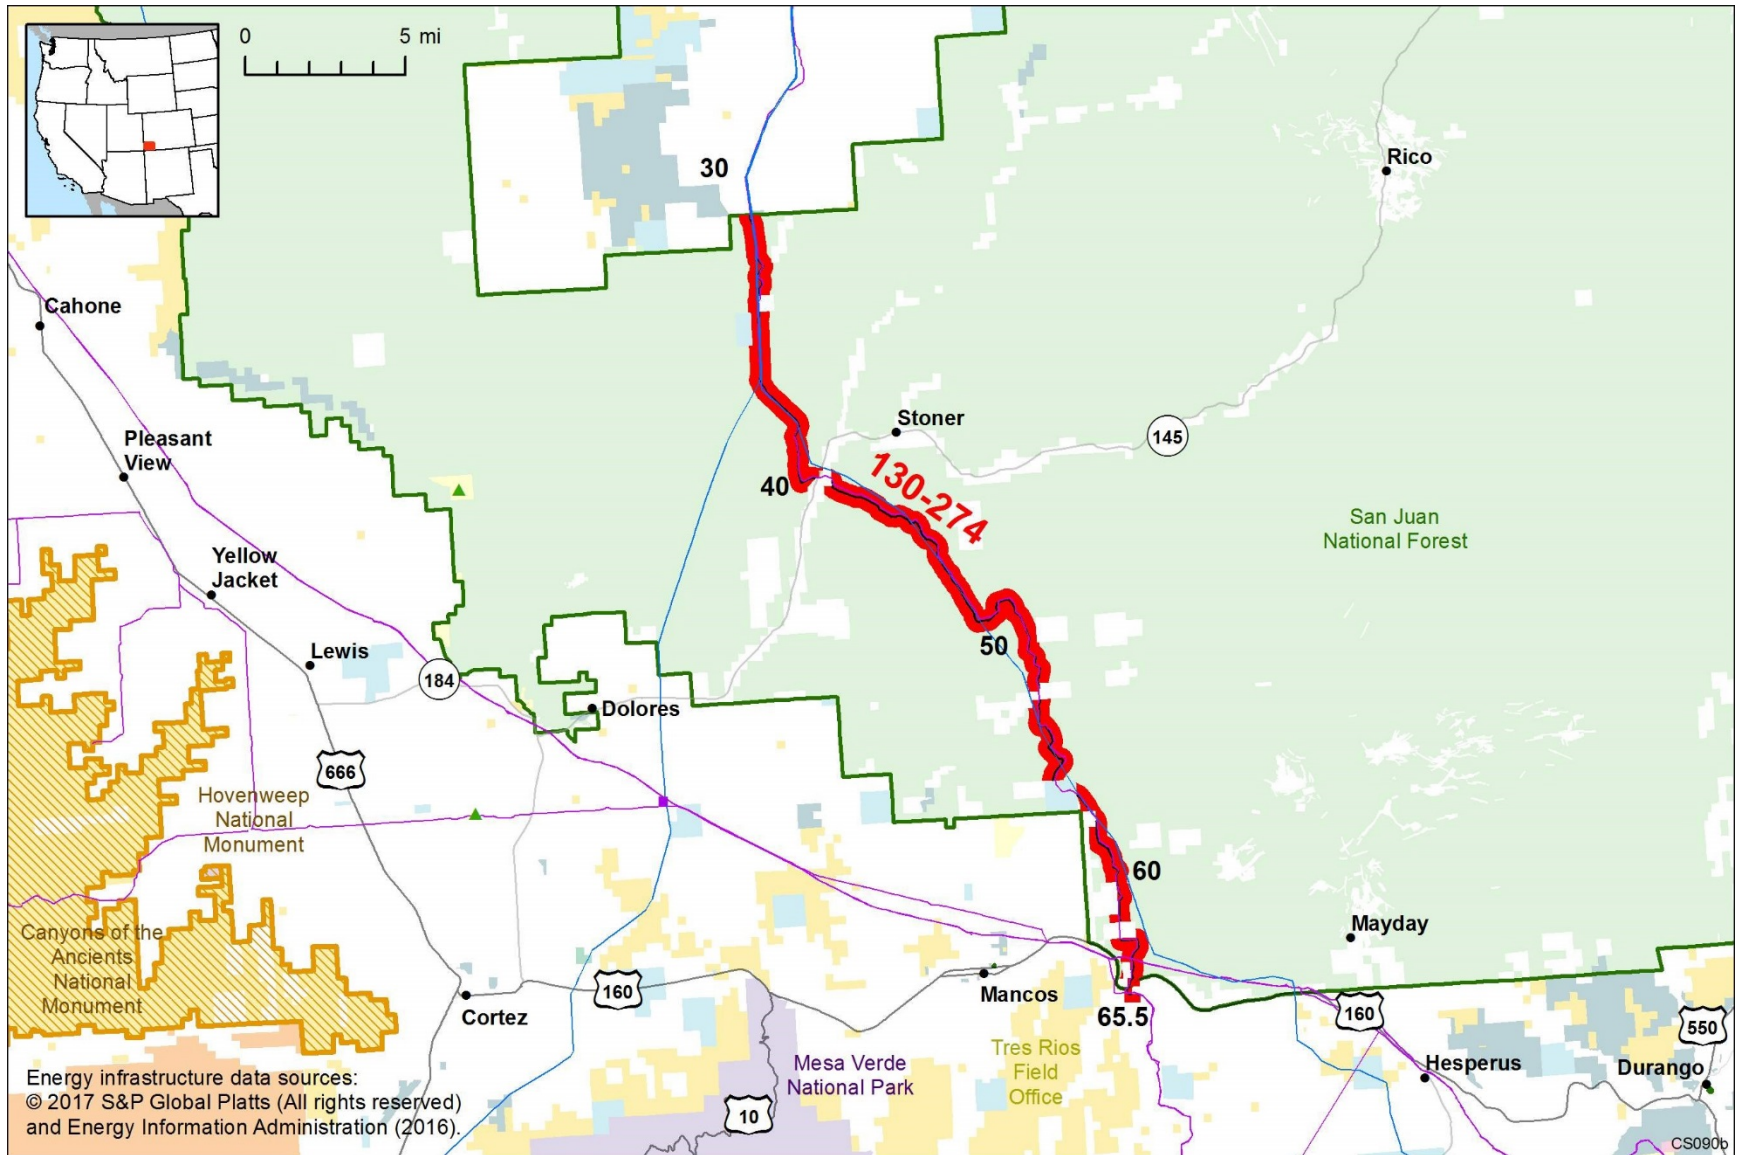 0 5 mi
30
Rico
Cahone
Stoner
145
Pleasant
View
40
130-274
San Juan
National Forest
Yellow
Jacket
50
Lewis
184
Dolores
666
Hovenweep
National
Monument
60
Mayday
Canyons of the
Ancients
National
Monument
160
Mancos
Cortez
65.5
160
550
Mesa Verde
National Park
Tres Rios
Field
Office
Hesperus
Durango
10
Energy infrastructure data sources:
© 2017 S&P Global Platts (All rights reserved)
and Energy Information Administration (2016).
CS090b